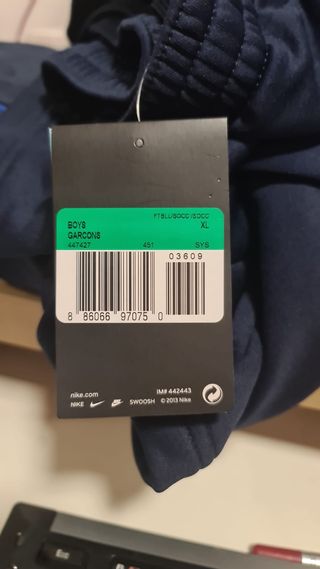 FTBLL/SOCC/SOCC
BOYS XL
GARCONS
447427 451 SYS
03609
8 86066 97075 0
nike.com IM# 442443
NIKE SWOOSH © 2013 Nike